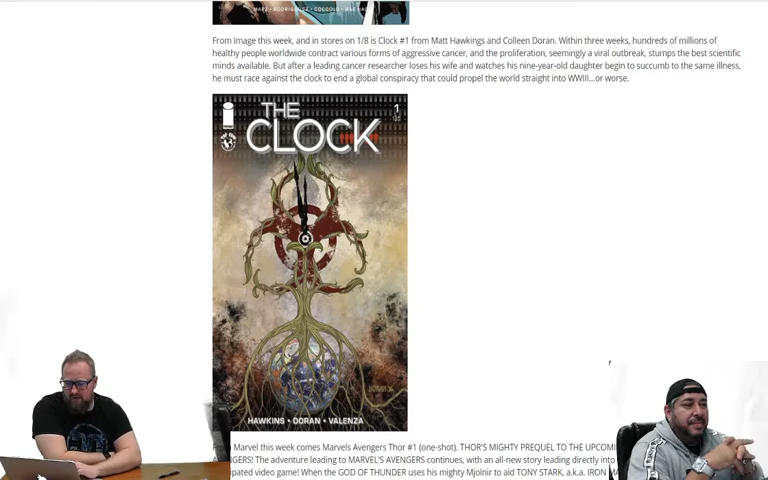 MARZ • RODRIGUEZ • COCCOLO •
From Image this week, and in stores on 1/8 is Clock #1 from Matt Hawkings and Colleen Doran. Within three weeks, hundreds of millions of
healthy people worldwide contract various forms of aggressive cancer, and the proliferation, seemingly a viral outbreak, stumps the best scientific
minds available. But after a leading cancer researcher loses his wife and watches his nine-year-old daughter begin to succumb to the same illness,
he must race against the clock to end a global conspiracy that could propel the world straight into WWIII...or worse.
THE
CLOCK
1
HAWKINS • DORAN • VALENZA
Marvel this week comes Marvels Avengers Thor #1 (one-shot). THOR'S MIGHTY PREQUEL TO THE UPCOMI
GERS! The adventure leading to MARVEL'S AVENGERS continues, with an all-new story leading directly into
pated video game! When the GOD OF THUNDER uses his mighty Mjolnir to aid TONY STARK, a.k.a. IRON